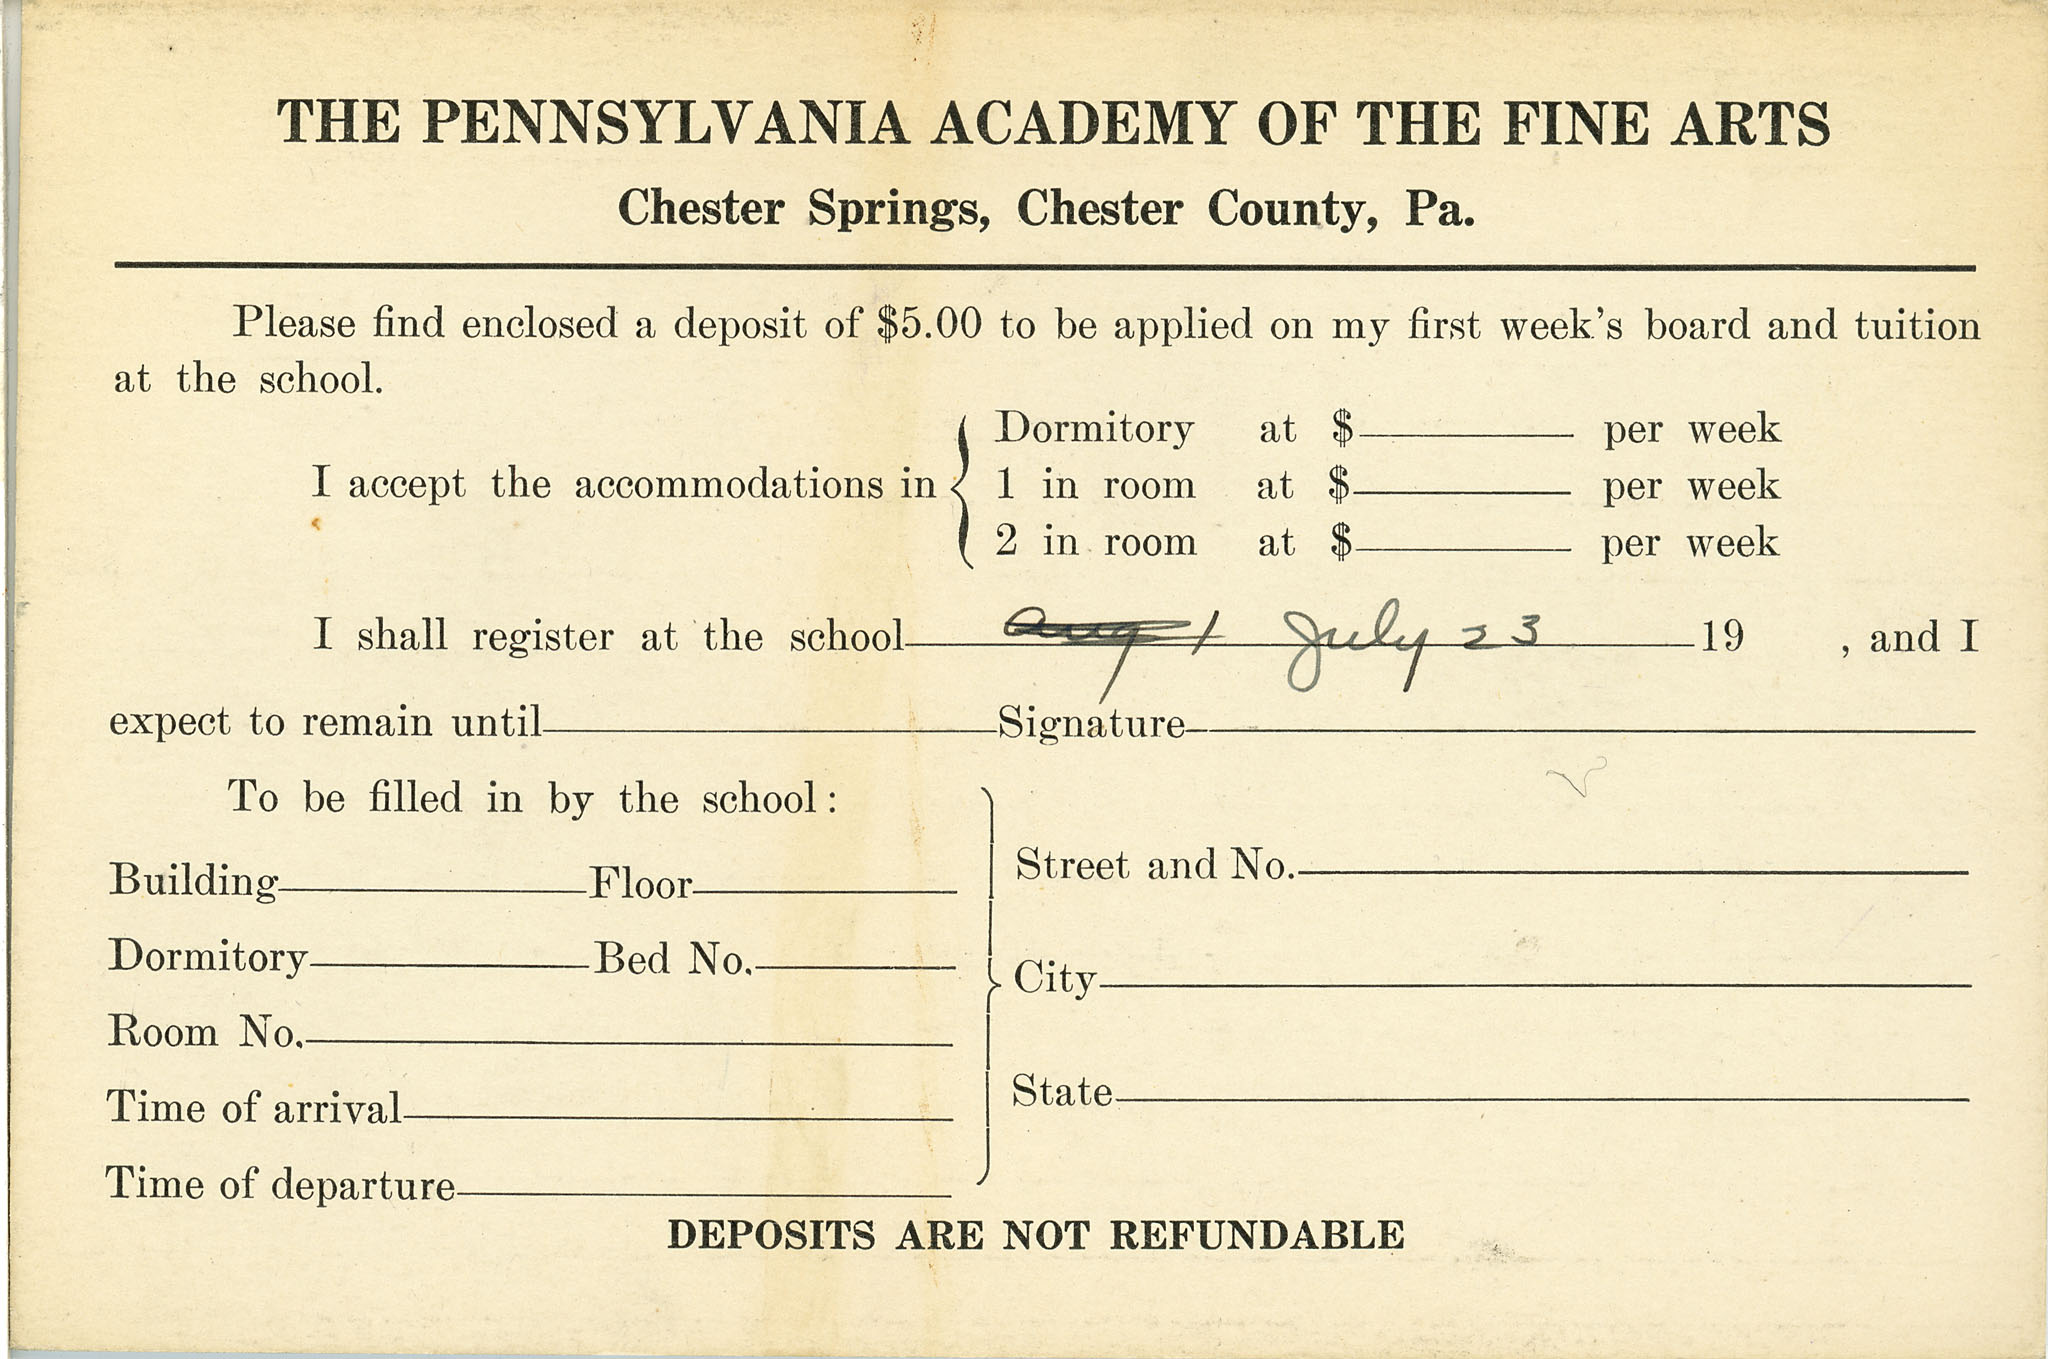 THE PENNSYLVANIA ACADEMY OF THE FINE ARTS
Chester Springs, Chester County, Pa.
Please find enclosed a deposit of $5.00 to be applied on my first week's board and tuition
at the school.
I accept the accommodations in
Dormitory at $ per week
1 in room at $ per week
2 in room at $ per week
I shall register at the school Aug 1 July 23 19 , and I
expect to remain until Signature
To be filled in by the school:
Building Floor
Dormitory Bed No.
Room No.
Time of arrival
Time of departure
Street and No.
City
State
DEPOSITS ARE NOT REFUNDABLE